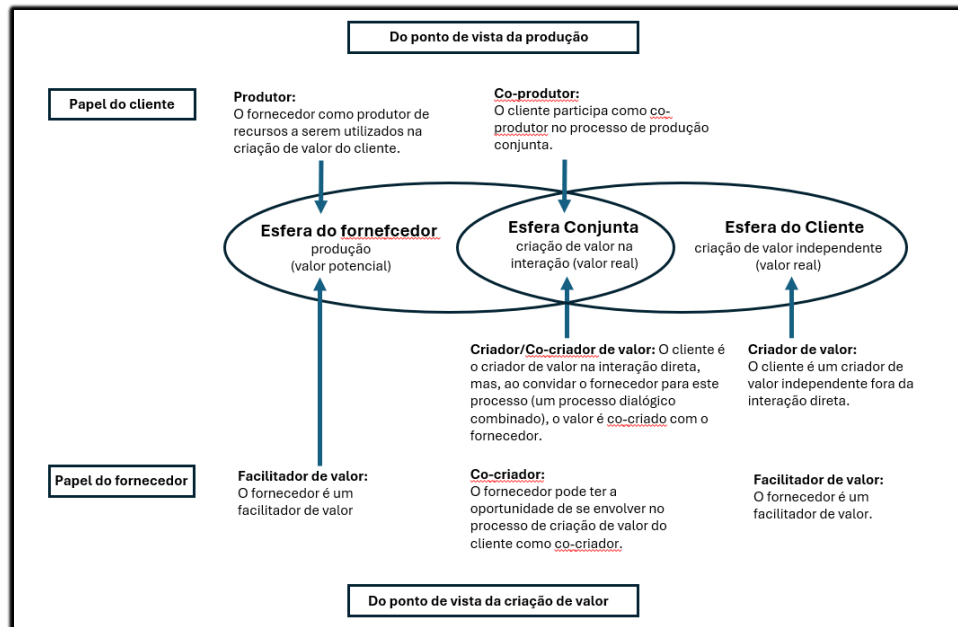 Do ponto de vista da produção
Papel do cliente
Produtor:
O fornecedor como produtor de
recursos a serem utilizados na
criação de valor do cliente.
Co-produtor:
O cliente participa como co-
produtor no processo de produção
conjunta.
Esfera do fornefcedor
produção
(valor potencial)
Esfera Conjunta
criação de valor na
interação (valor real)
Esfera do Cliente
criação de valor independente
(valor real)
Criador/Co-criador de valor: O cliente é
o criador de valor na interação direta,
mas, ao convidar o fornecedor para este
processo (um processo dialógico
combinado), o valor é co-criado com o
fornecedor.
Criador de valor:
O cliente é um criador de
valor independente fora da
interação direta.
Papel do fornecedor
Facilitador de valor:
O fornecedor é um
facilitador de valor
Co-criador:
O fornecedor pode ter a
oportunidade de se envolver no
processo de criação de valor do
cliente como co-criador.
Facilitador de valor:
O fornecedor é um
facilitador de valor.
Do ponto de vista da criação de valor